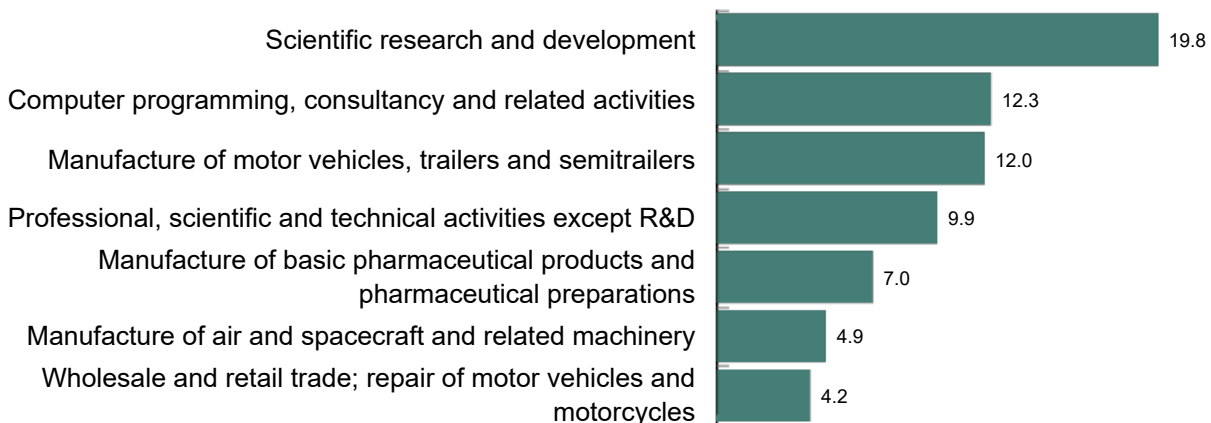 Scientific research and development
19.8
Computer programming, consultancy and related activities
12.3
Manufacture of motor vehicles, trailers and semitrailers
12.0
Professional, scientific and technical activities except R&D
9.9
Manufacture of basic pharmaceutical products and
pharmaceutical preparations
7.0
Manufacture of air and spacecraft and related machinery
4.9
Wholesale and retail trade; repair of motor vehicles and
motorcycles
4.2